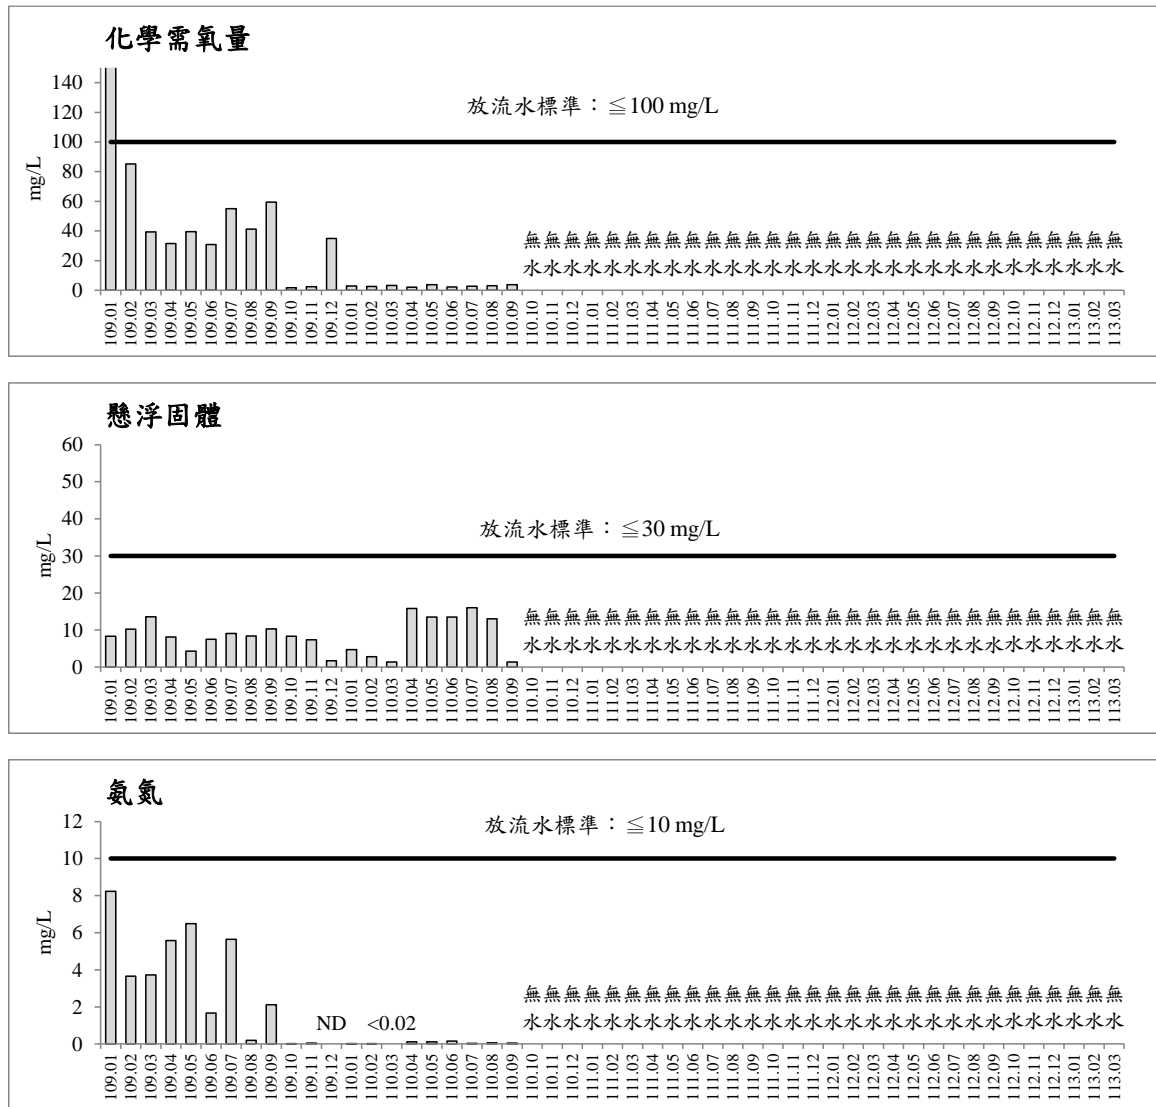 化學需氧量
140
120
100
80
60
40
20
0
mg/L
放流水標準：≦100 mg/L
無 無 無 無 無 無 無 無 無 無 無 無 無 無 無 無 無 無 無 無 無 無 無 無 無 無 無 無 無 無
水 水 水 水 水 水 水 水 水 水 水 水 水 水 水 水 水 水 水 水 水 水 水 水 水 水 水 水 水 水
109.01 109.02 109.03 109.04 109.05 109.06 109.07 109.08 109.09 109.10 109.11 109.12 110.01 110.02 110.03 110.04 110.05 110.06 110.07 110.08 110.09 110.10 110.11 110.12 111.01 111.02 111.03 111.04 111.05 111.06 111.07 111.08 111.09 111.10 111.11 111.12 112.01 112.02 112.03 112.04 112.05 112.06 112.07 112.08 112.09 112.10 112.11 112.12 113.01 113.02 113.03
懸浮固體
60
50
40
30
20
10
0
mg/L
放流水標準：≦30 mg/L
無 無 無 無 無 無 無 無 無 無 無 無 無 無 無 無 無 無 無 無 無 無 無 無 無 無 無 無 無 無
水 水 水 水 水 水 水 水 水 水 水 水 水 水 水 水 水 水 水 水 水 水 水 水 水 水 水 水 水 水
109.01 109.02 109.03 109.04 109.05 109.06 109.07 109.08 109.09 109.10 109.11 109.12 110.01 110.02 110.03 110.04 110.05 110.06 110.07 110.08 110.09 110.10 110.11 110.12 111.01 111.02 111.03 111.04 111.05 111.06 111.07 111.08 111.09 111.10 111.11 111.12 112.01 112.02 112.03 112.04 112.05 112.06 112.07 112.08 112.09 112.10 112.11 112.12 113.01 113.02 113.03
氨氮
12
10
8
6
4
2
0
mg/L
放流水標準：≦10 mg/L
無 無 無 無 無 無 無 無 無 無 無 無 無 無 無 無 無 無 無 無 無 無 無 無 無 無 無 無 無 無
ND <0.02 水 水 水 水 水 水 水 水 水 水 水 水 水 水 水 水 水 水 水 水 水 水 水 水 水 水 水 水 水 水
109.01 109.02 109.03 109.04 109.05 109.06 109.07 109.08 109.09 109.10 109.11 109.12 110.01 110.02 110.03 110.04 110.05 110.06 110.07 110.08 110.09 110.10 110.11 110.12 111.01 111.02 111.03 111.04 111.05 111.06 111.07 111.08 111.09 111.10 111.11 111.12 112.01 112.02 112.03 112.04 112.05 112.06 112.07 112.08 112.09 112.10 112.11 112.12 113.01 113.02 113.03